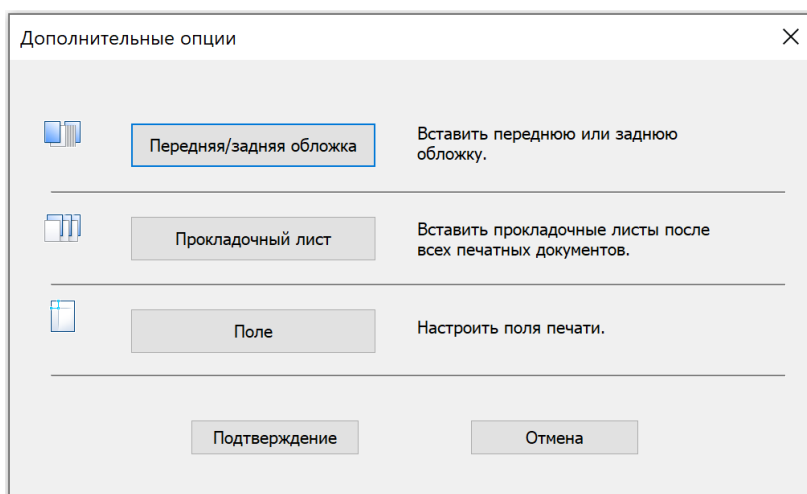 Дополнительные опции
Передняя/задняя обложка
Вставить переднюю или заднюю
обложку.
Прокладочный лист
Вставить прокладочные листы после
всех печатных документов.
Поле
Настроить поля печати.
Подтверждение
Отмена